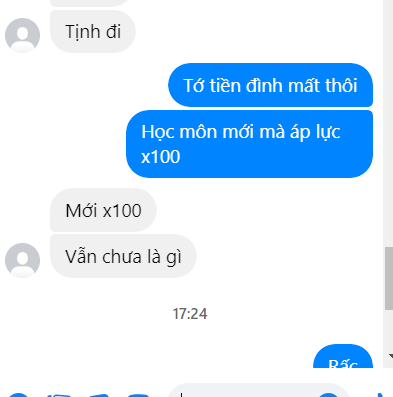 Tịnh đi
Tớ tiền đình mất thôi
Học môn mới mà áp lực
x100
Mới x100
Vẫn chưa là gì
17:24
Rấc